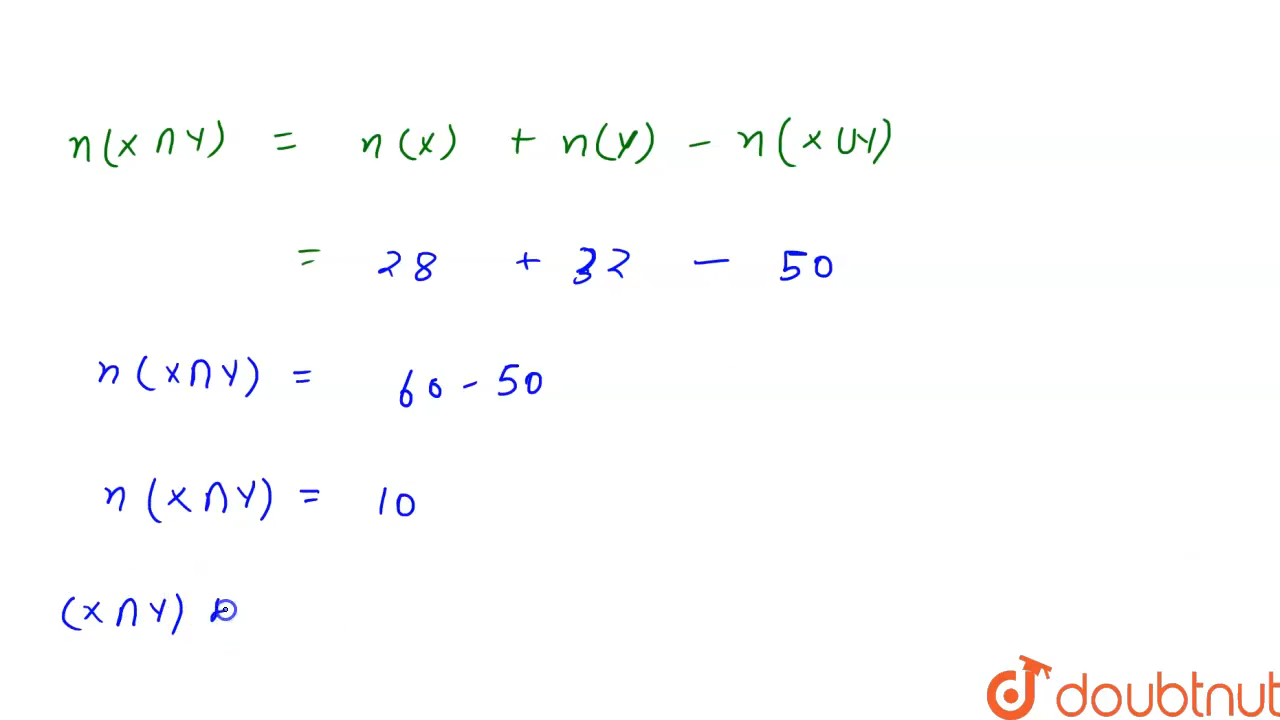 n(X ∩ Y) = n(X) + n(Y) - n(X ∪ Y)
= 28 + 32 - 50
n(X ∩ Y) = 60 - 50
n(X ∩ Y) = 10
(X ∩ Y)
doubtnut